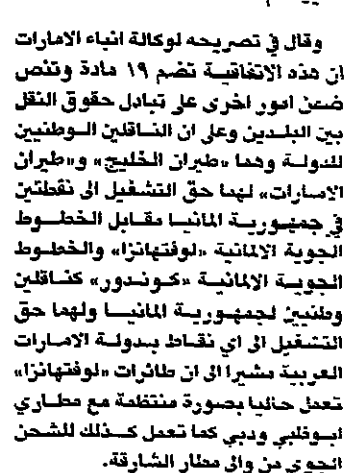 وقال في تصريحه لوكالة انباء الامارات
ان هذه الاتفاقية تضم ١٩ مادة وتنص
ضمن امور اخرى على تبادل حقوق النقل
بين البلدين وعلى ان الناقلين الوطنيين
للدولة وهما «طيران الخليج» و«طيران
الامارات» لهما حق التشغيل الى نقطتين
في جمهورية المانيا مقابل الخطوط
الجوية الالمانية «لوفتهانزا» والخطوط
الجوية الالمانية «كوندور» كناقلين
وطنيين لجمهورية المانيا ولهما حق
التشغيل الى اي نقاط بدولة الامارات
العربية مشيرا الى ان طائرات «لوفتهانزا»
تعمل حاليا بصورة منتظمة مع مطاري
ابوظبي ودبي كما تعمل كذلك للشحن
الجوي من والى مطار الشارقة.